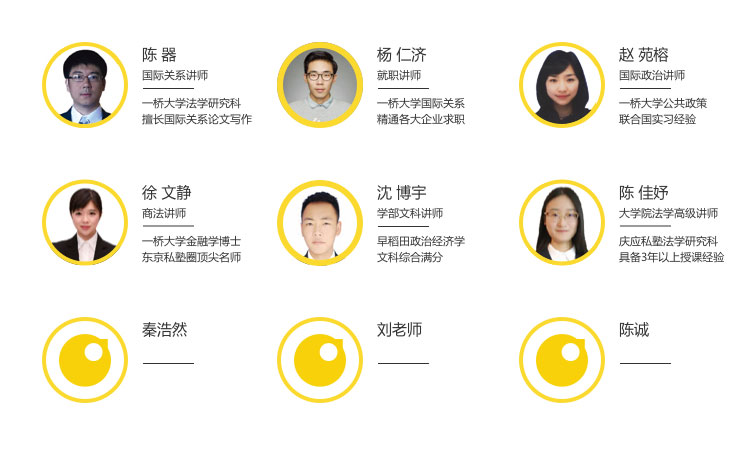 陈 器
国际关系讲师
一桥大学法学研究科
擅长国际关系论文写作
杨 仁济
就职讲师
一桥大学国际关系
精通各大企业求职
赵 苑榕
国际政治讲师
一桥大学公共政策
联合国实习经验
徐 文静
商法讲师
一桥大学金融学博士
东京私塾圈顶尖名师
沈 博宇
学部文科讲师
早稻田政治经济学
文科综合满分
陈 佳妤
大学院法学高级讲师
庆应私塾法学研究科
具备3年以上授课经验
秦浩然
刘老师
陈诚